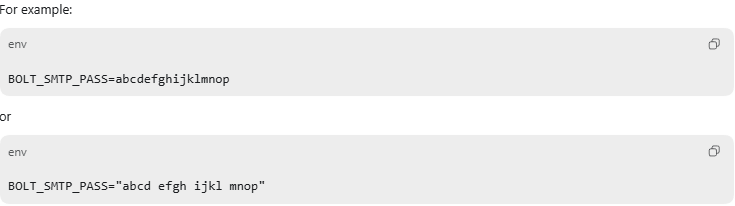 For example:
env
BOLT_SMTP_PASS=abcdefghijklmnop
or
env
BOLT_SMTP_PASS="abcd efgh ijkl mnop"